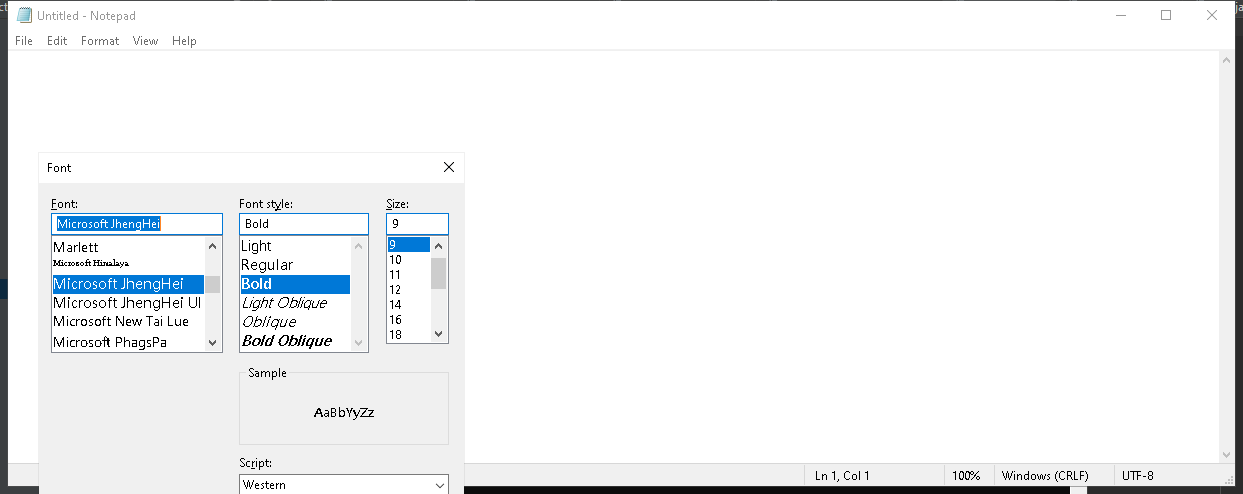 Untitled - Notepad
File Edit Format View Help
Font
Font: Font style: Size:
Microsoft JhengHei Bold 9
Marlett Light 9
Microsoft Himalaya Regular 10
Microsoft JhengHei Bold 11
Microsoft JhengHei UI Light Oblique 12
Microsoft New Tai Lue Oblique 14
Microsoft PhagsPa Bold Oblique 16
18
Sample
AaBbYyZz
Script:
Western
Ln 1, Col 1 100% Windows (CRLF) UTF-8